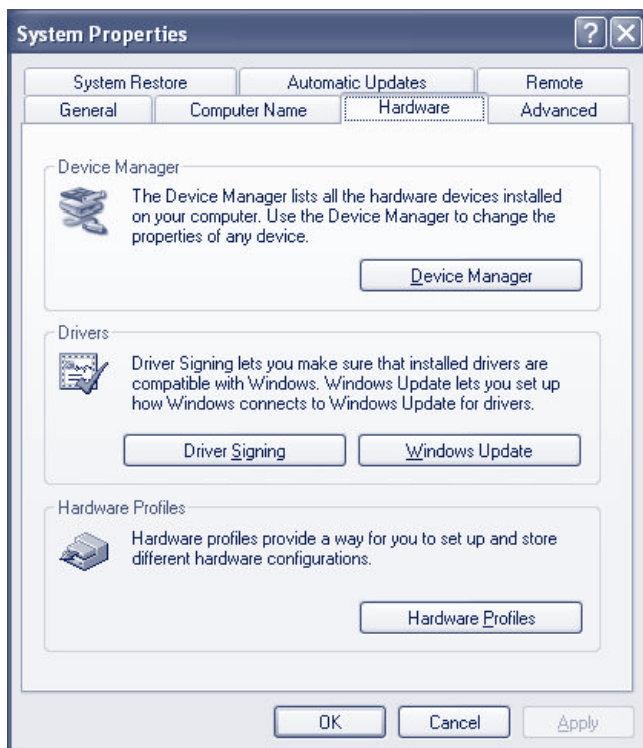 System Properties
System Restore
Automatic Updates
Remote
General
Computer Name
Hardware
Advanced
Device Manager
The Device Manager lists all the hardware devices installed
on your computer. Use the Device Manager to change the
properties of any device.
Device Manager
Drivers
Driver Signing lets you make sure that installed drivers are
compatible with Windows. Windows Update lets you set up
how Windows connects to Windows Update for drivers.
Driver Signing
Windows Update
Hardware Profiles
Hardware profiles provide a way for you to set up and store
different hardware configurations.
Hardware Profiles
OK
Cancel
Apply